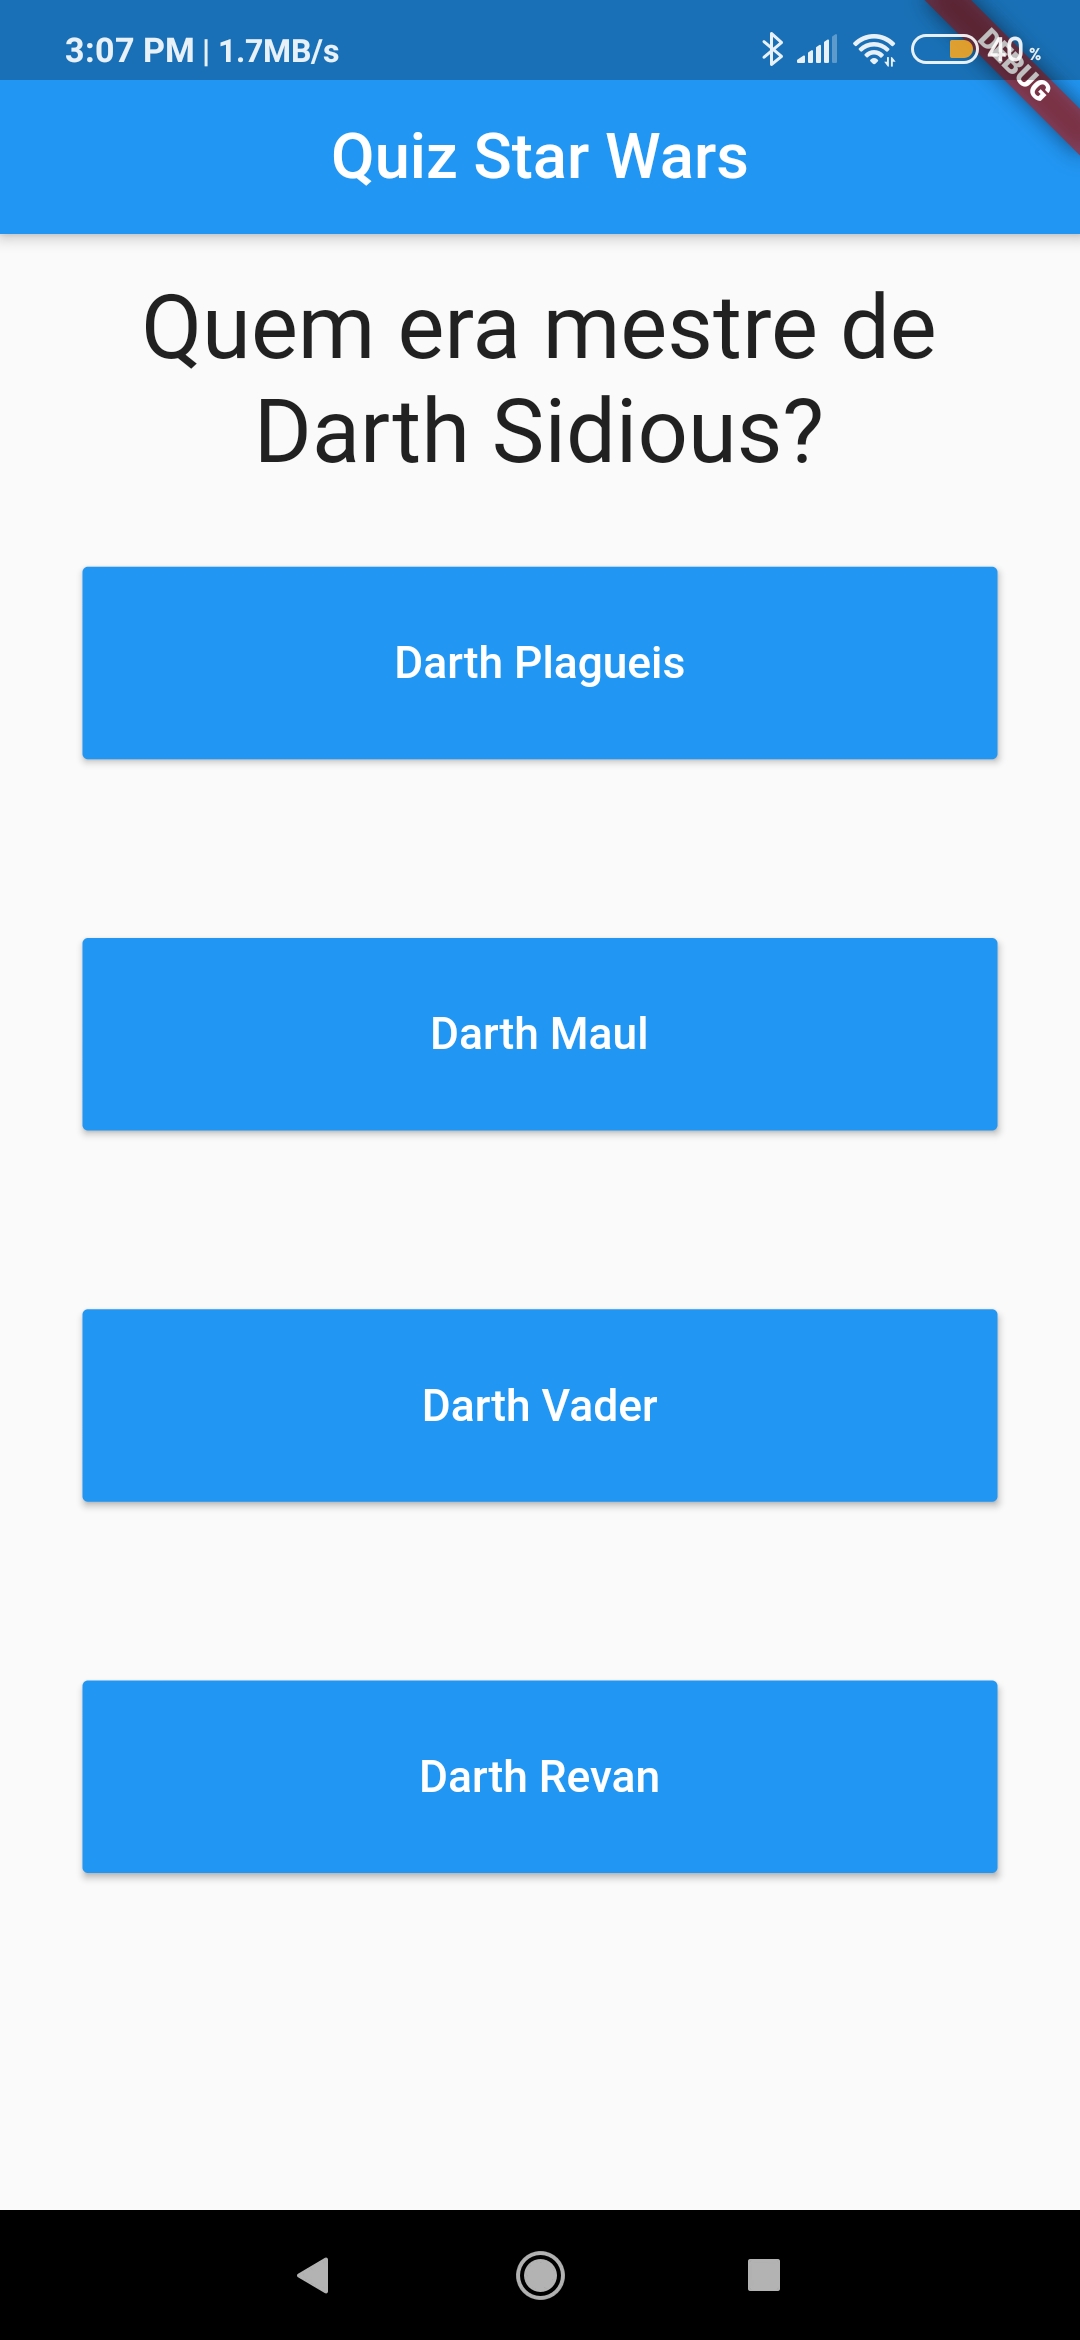 3:07 PM | 1.7MB/s 40 %
DEBUG
Quiz Star Wars
Quem era mestre de
Darth Sidious?
Darth Plagueis
Darth Maul
Darth Vader
Darth Revan